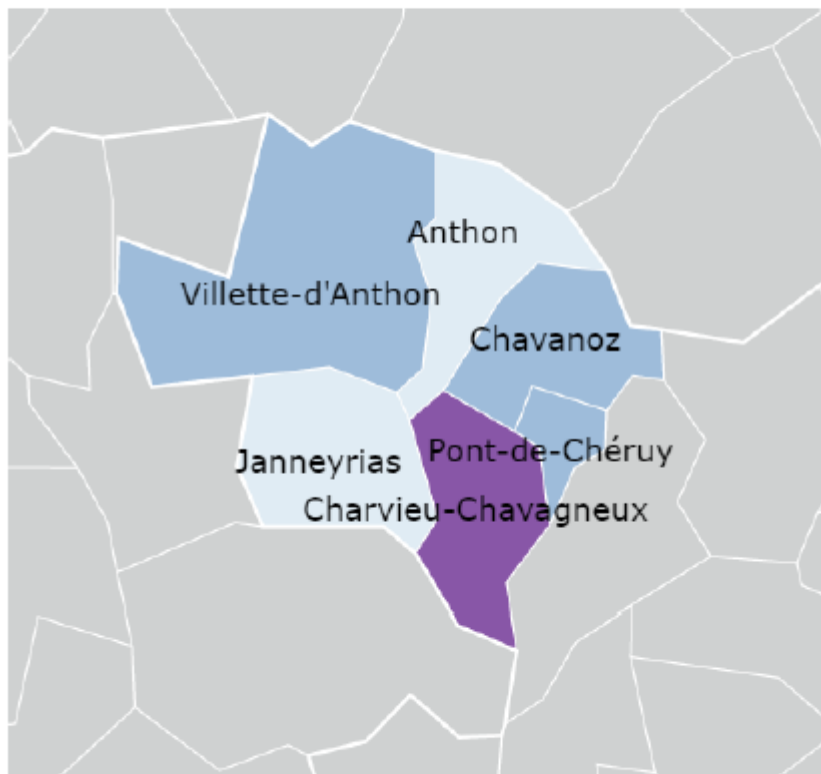 Anthon
Villette-d'Anthon
Chavanoz
Pont-de-Chéruy
Janneyrias
Charvieu-Chavagneux